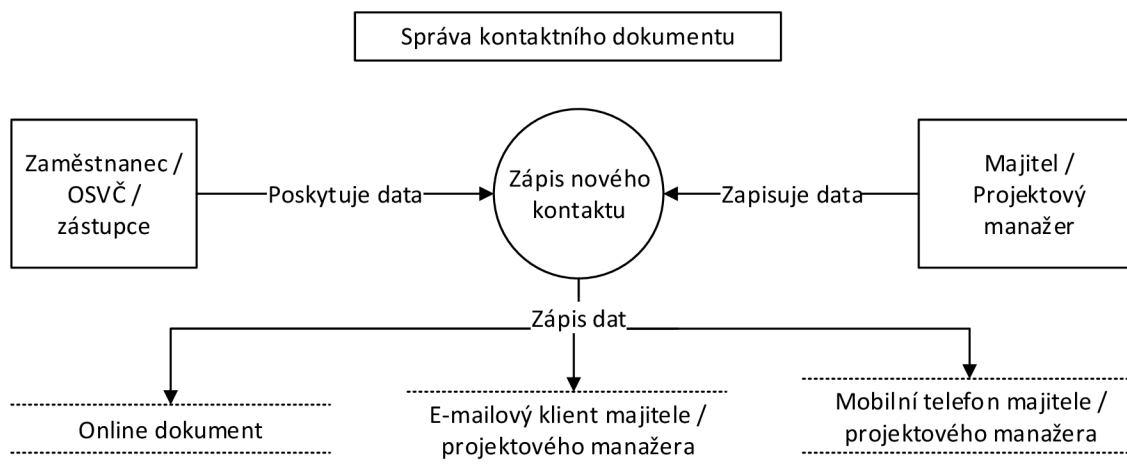 Správa kontaktního dokumentu
Zaměstnanec /
OSVČ /
zástupce
Poskytuje data
Zápis nového
kontaktu
Zapisuje data
Majitel /
Projektový
manažer
Zápis dat
Online dokument
E-mailový klient majitele /
projektového manažera
Mobilní telefon majitele /
projektového manažera